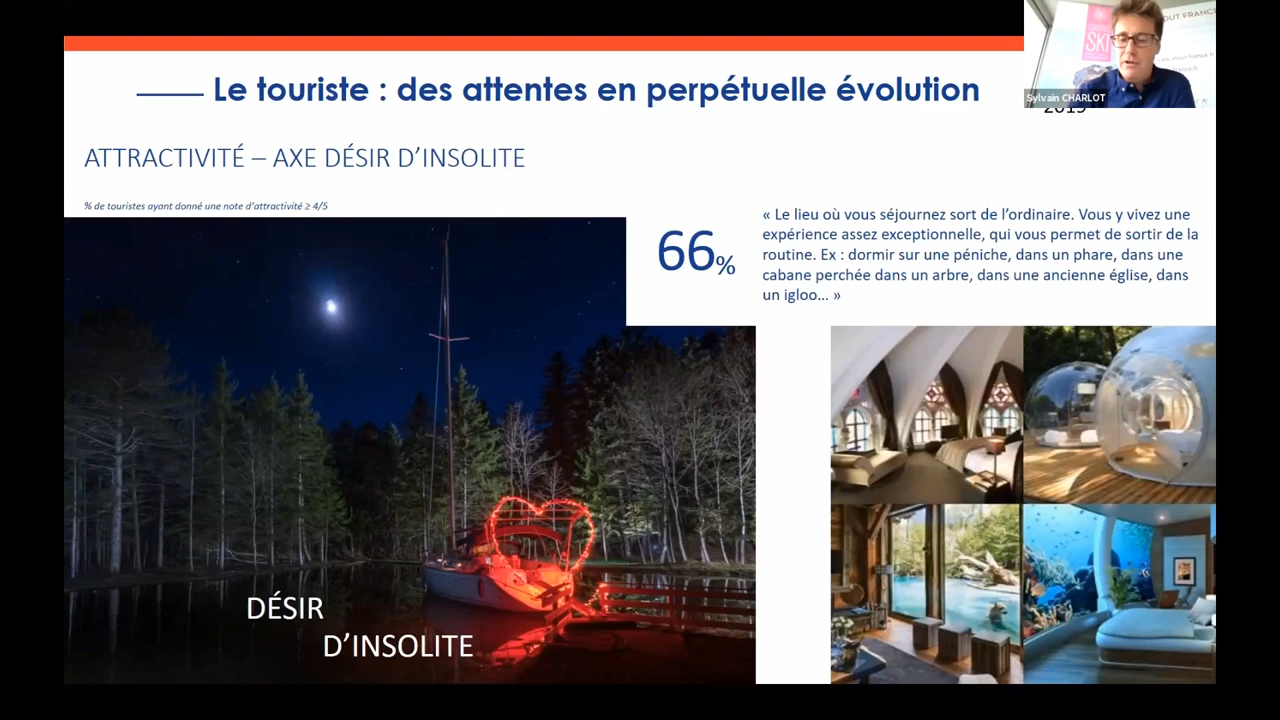 Le touriste : des attentes en perpétuelle évolution
Sylvain CHARLOT
2019
ATTRACTIVITÉ – AXE DÉSIR D’INSOLITE
% de touristes ayant donné une note d’attractivité ≥ 4/5
66%
« Le lieu où vous séjournez sort de l’ordinaire. Vous y vivez une
expérience assez exceptionnelle, qui vous permet de sortir de la
routine. Ex : dormir sur une péniche, dans un phare, dans une
cabane perchée dans un arbre, dans une ancienne église, dans
un igloo... »
DÉSIR
D’INSOLITE